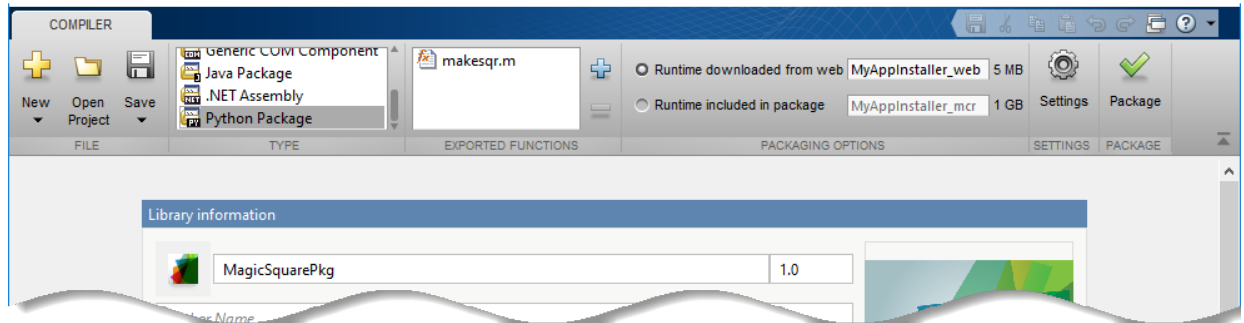 COMPILER
New
Open Project
Save
FILE
Generic COM Component
Java Package
.NET Assembly
Python Package
TYPE
makesqr.m
EXPORTED FUNCTIONS
Runtime downloaded from web MyAppInstaller_web 5 MB
Runtime included in package MyAppInstaller_mcr 1 GB
PACKAGING OPTIONS
Settings
SETTINGS
Package
PACKAGE
Library information
MagicSquarePkg 1.0
Name